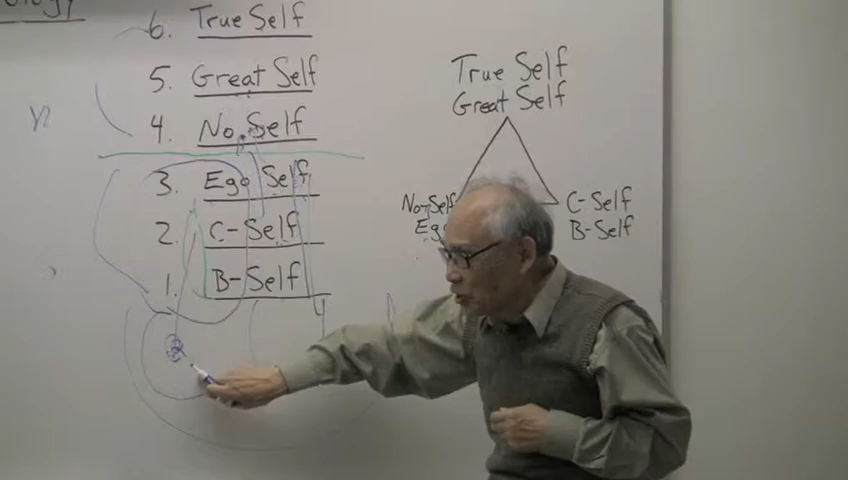 6. True Self
5. Great Self
4. No Self
3. Ego Self
2. C-Self
1. B-Self
True Self
Great Self
No-Self
Ego
C-Self
B-Self